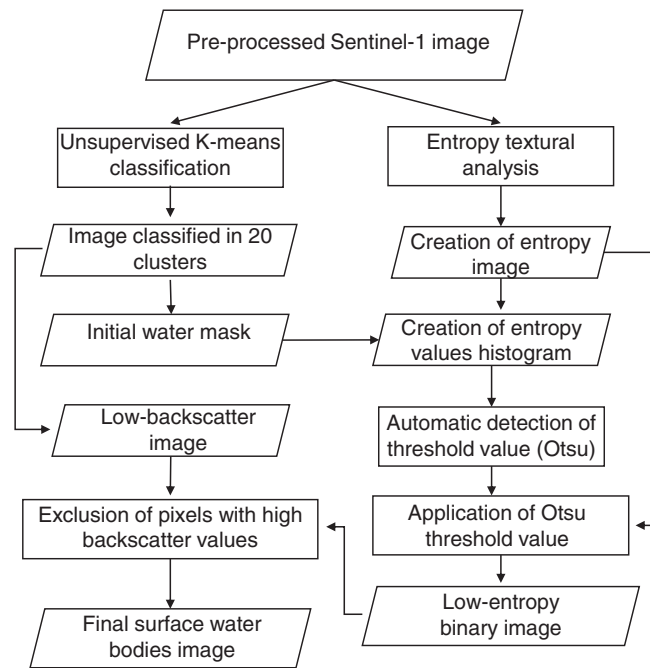 Pre-processed Sentinel-1 image
Unsupervised K-means
classification
Entropy textural
analysis
Image classified in 20
clusters
Creation of entropy
image
Initial water mask
Creation of entropy
values histogram
Low-backscatter
image
Automatic detection of
threshold value (Otsu)
Exclusion of pixels with high
backscatter values
Application of Otsu
threshold value
Final surface water
bodies image
Low-entropy
binary image